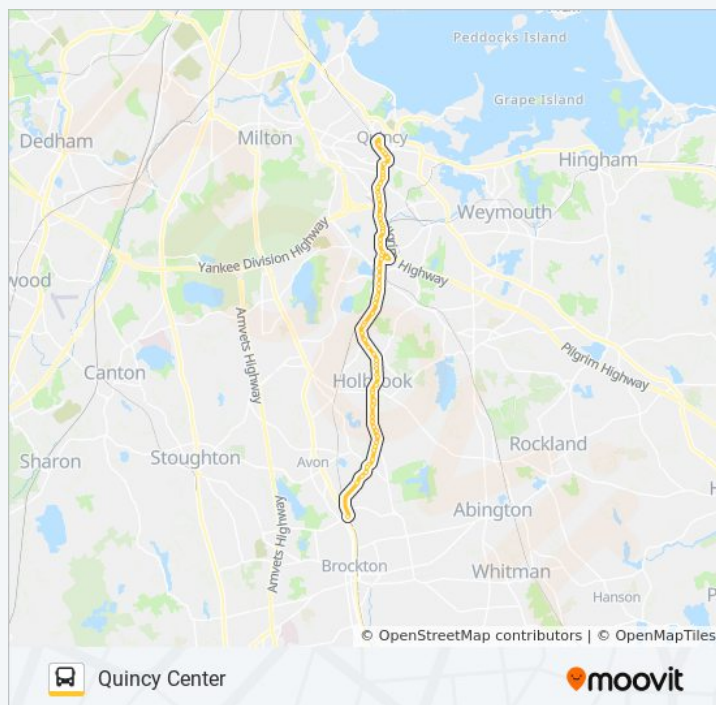 Peddocks Island
Quincy
Grape Island
Dedham
Milton
Hingham
Weymouth
Yankee Division Highway
Highway
Amvets Highway
Pilgrim Highway
Canton
Holbrook
Rockland
Sharon
Stoughton
Avon
Abington
Amvets Highway
Brockton
Whitman
Hanson
© OpenStreetMap contributors | © OpenMapTiles
Quincy Center
moovit